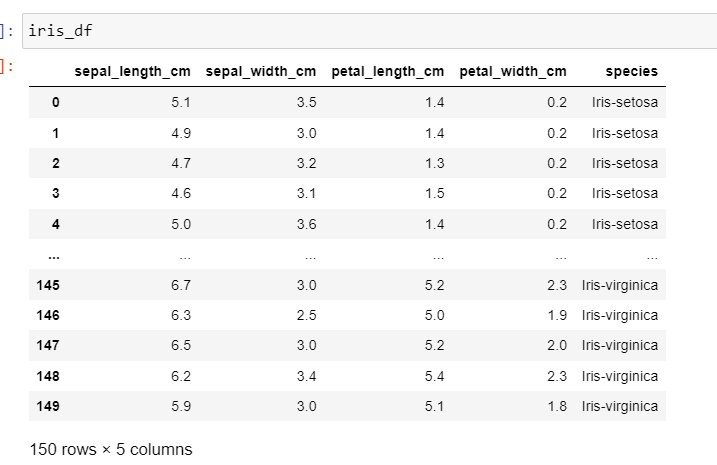 ]: iris_df
]:
sepal_length_cm sepal_width_cm petal_length_cm petal_width_cm species
0 5.1 3.5 1.4 0.2 Iris-setosa
1 4.9 3.0 1.4 0.2 Iris-setosa
2 4.7 3.2 1.3 0.2 Iris-setosa
3 4.6 3.1 1.5 0.2 Iris-setosa
4 5.0 3.6 1.4 0.2 Iris-setosa
... ... ... ... ... ...
145 6.7 3.0 5.2 2.3 Iris-virginica
146 6.3 2.5 5.0 1.9 Iris-virginica
147 6.5 3.0 5.2 2.0 Iris-virginica
148 6.2 3.4 5.4 2.3 Iris-virginica
149 5.9 3.0 5.1 1.8 Iris-virginica
150 rows × 5 columns